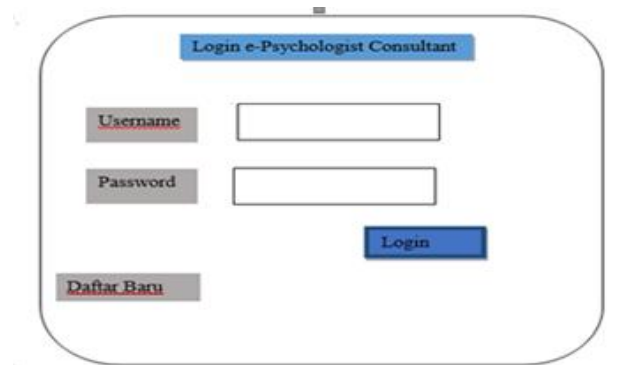 Login e-Psychologist Consultant
Username
Password
Login
Daftar Baru